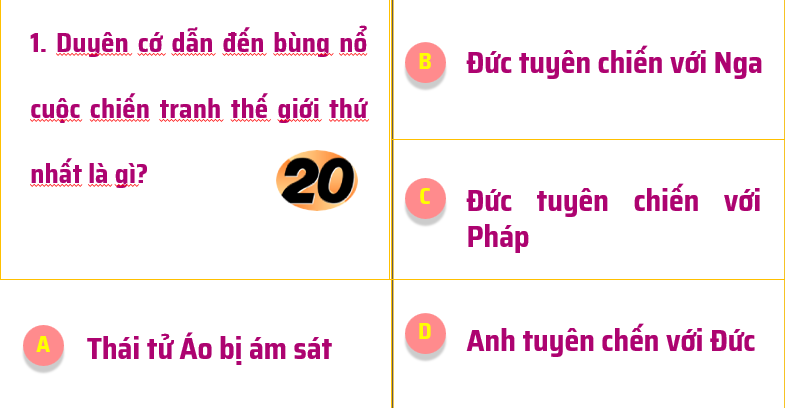 1. Duyên cớ dẫn đến bùng nổ
cuộc chiến tranh thế giới thứ
nhất là gì?
20
A
Thái tử Áo bị ám sát
B
Đức tuyên chiến với Nga
C
Đức tuyên chiến với
Pháp
D
Anh tuyên chến với Đức